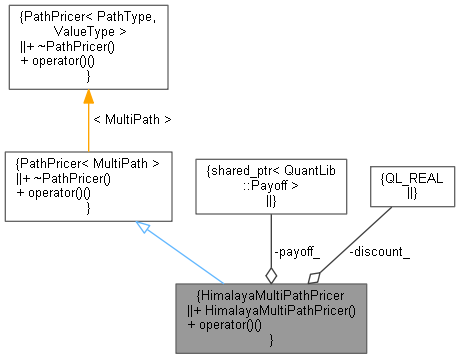 {PathPricer< PathType,
ValueType >
||+ ~PathPricer()
+ operator()()
}
< MultiPath >
{PathPricer< MultiPath >
||+ ~PathPricer()
+ operator()()
}
{shared_ptr< QuantLib
::Payoff >
||}
{QL_REAL
||}
-payoff_
-discount_
{HimalayaMultiPathPricer
||+ HimalayaMultiPathPricer()
+ operator()()
}